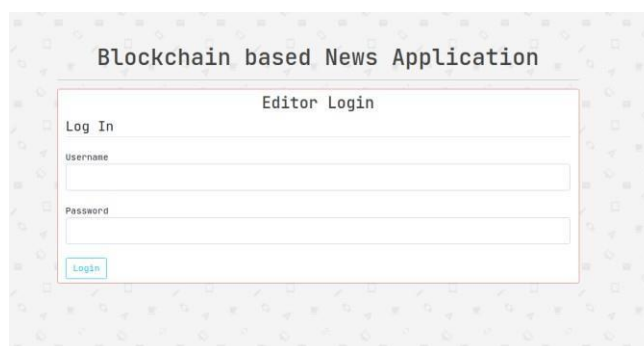 Blockchain based News Application
Editor Login
Log In
Username
Password
Login